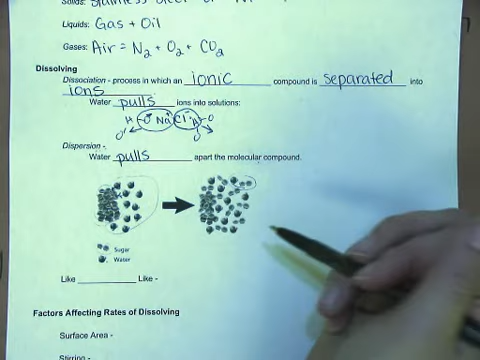 Solids: Stainless Steel or
Liquids: Gas + Oil
Gases: Air = N2 + O2 + CO2
Dissolving
Dissociation - process in which an ionic compound is separated into
ions
Water pulls ions into solutions:
H O Na Cl H O
Dispersion -
Water pulls apart the molecular compound.
Sugar
Water
Like Like -
Factors Affecting Rates of Dissolving
Surface Area -
Stirring -